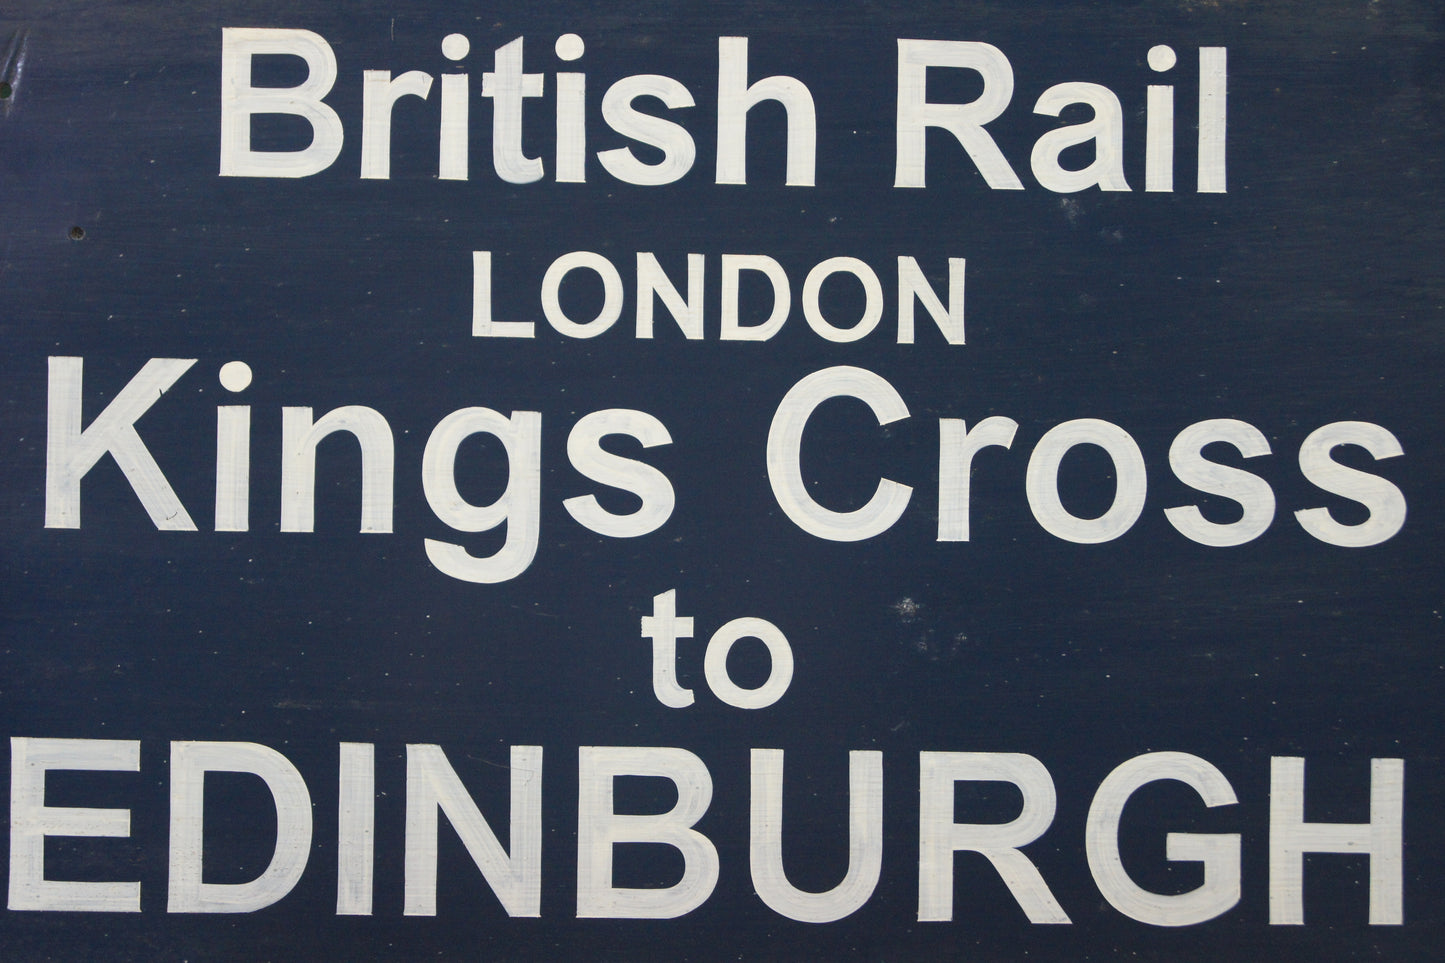 British Rail
LONDON
Kings Cross
to
EDINBURGH